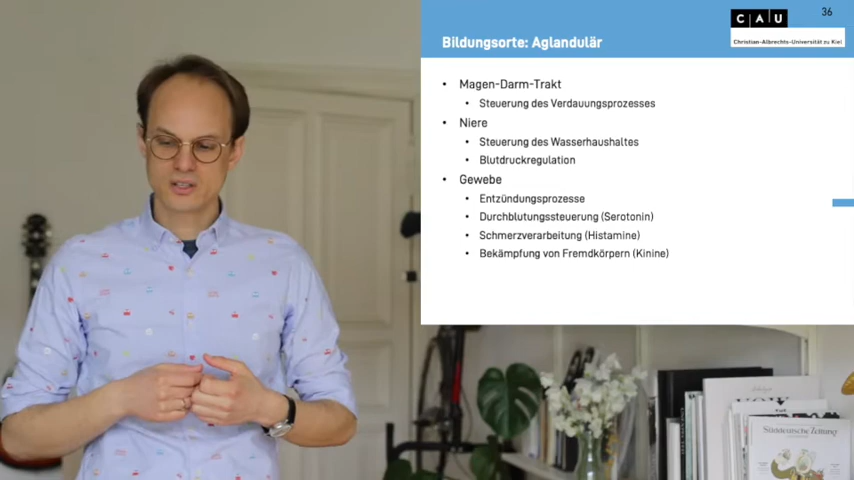 Bildungsorte: Aglandulär
C A U
36
Christian-Albrechts-Universität zu Kiel
• Magen-Darm-Trakt
• Steuerung des Verdauungsprozesses
• Niere
• Steuerung des Wasserhaushaltes
• Blutdruckregulation
• Gewebe
• Entzündungsprozesse
• Durchblutungssteuerung (Serotonin)
• Schmerzverarbeitung (Histamine)
• Bekämpfung von Fremdkörpern (Kinine)
Süddeutsche Zeitung